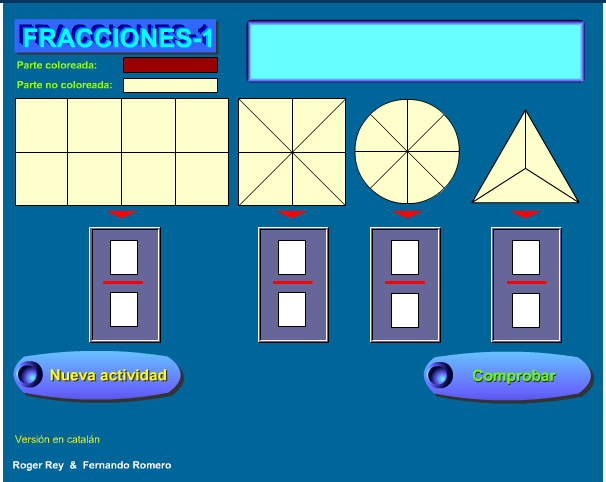 FRACCIONES-1
Parte coloreada:
Parte no coloreada:
Nueva actividad
Comprobar
Versión en catalán
Roger Rey & Fernando Romero